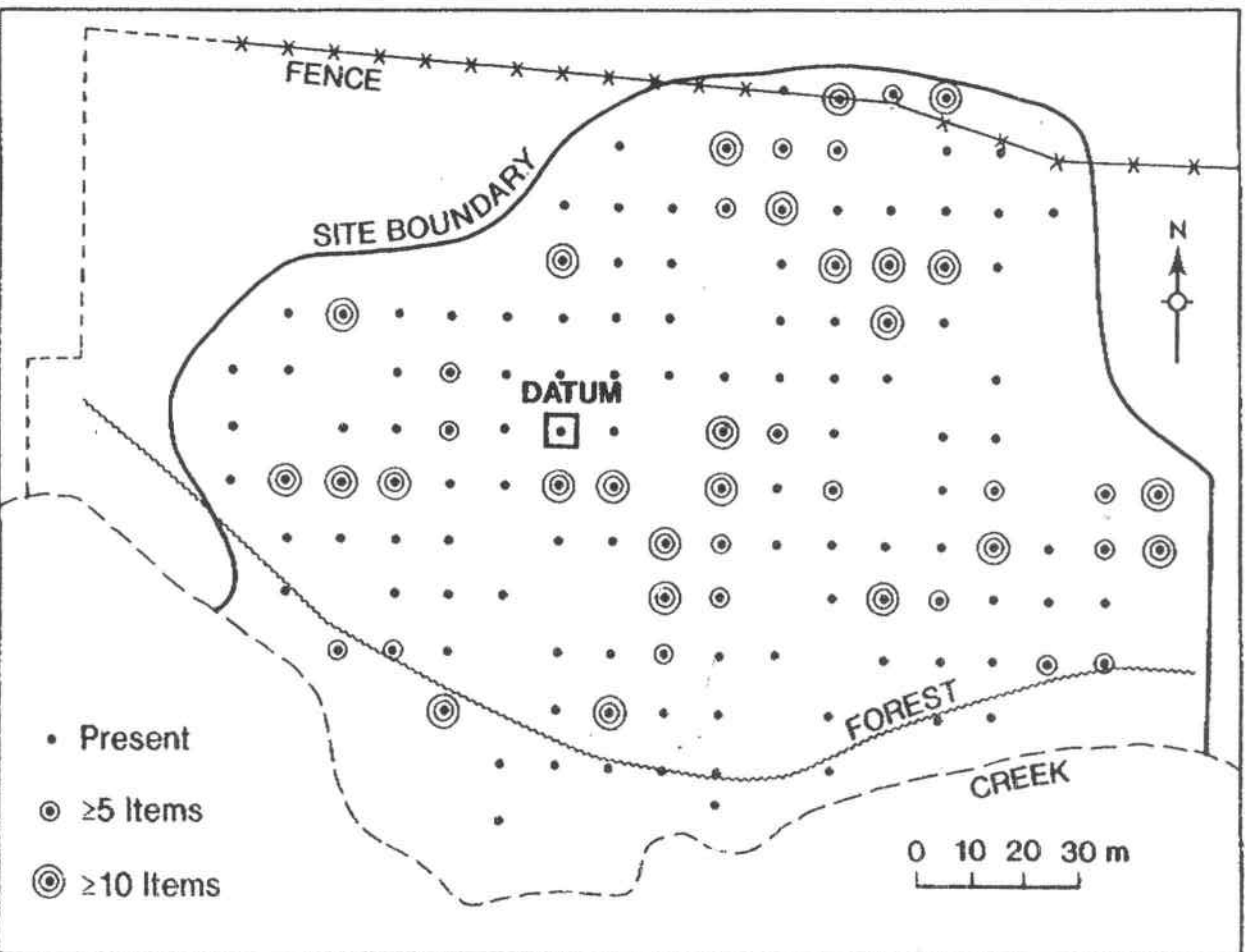 FENCE
SITE BOUNDARY
N
DATUM
FOREST
CREEK
• Present
≥5 Items
≥10 Items
0 10 20 30 m